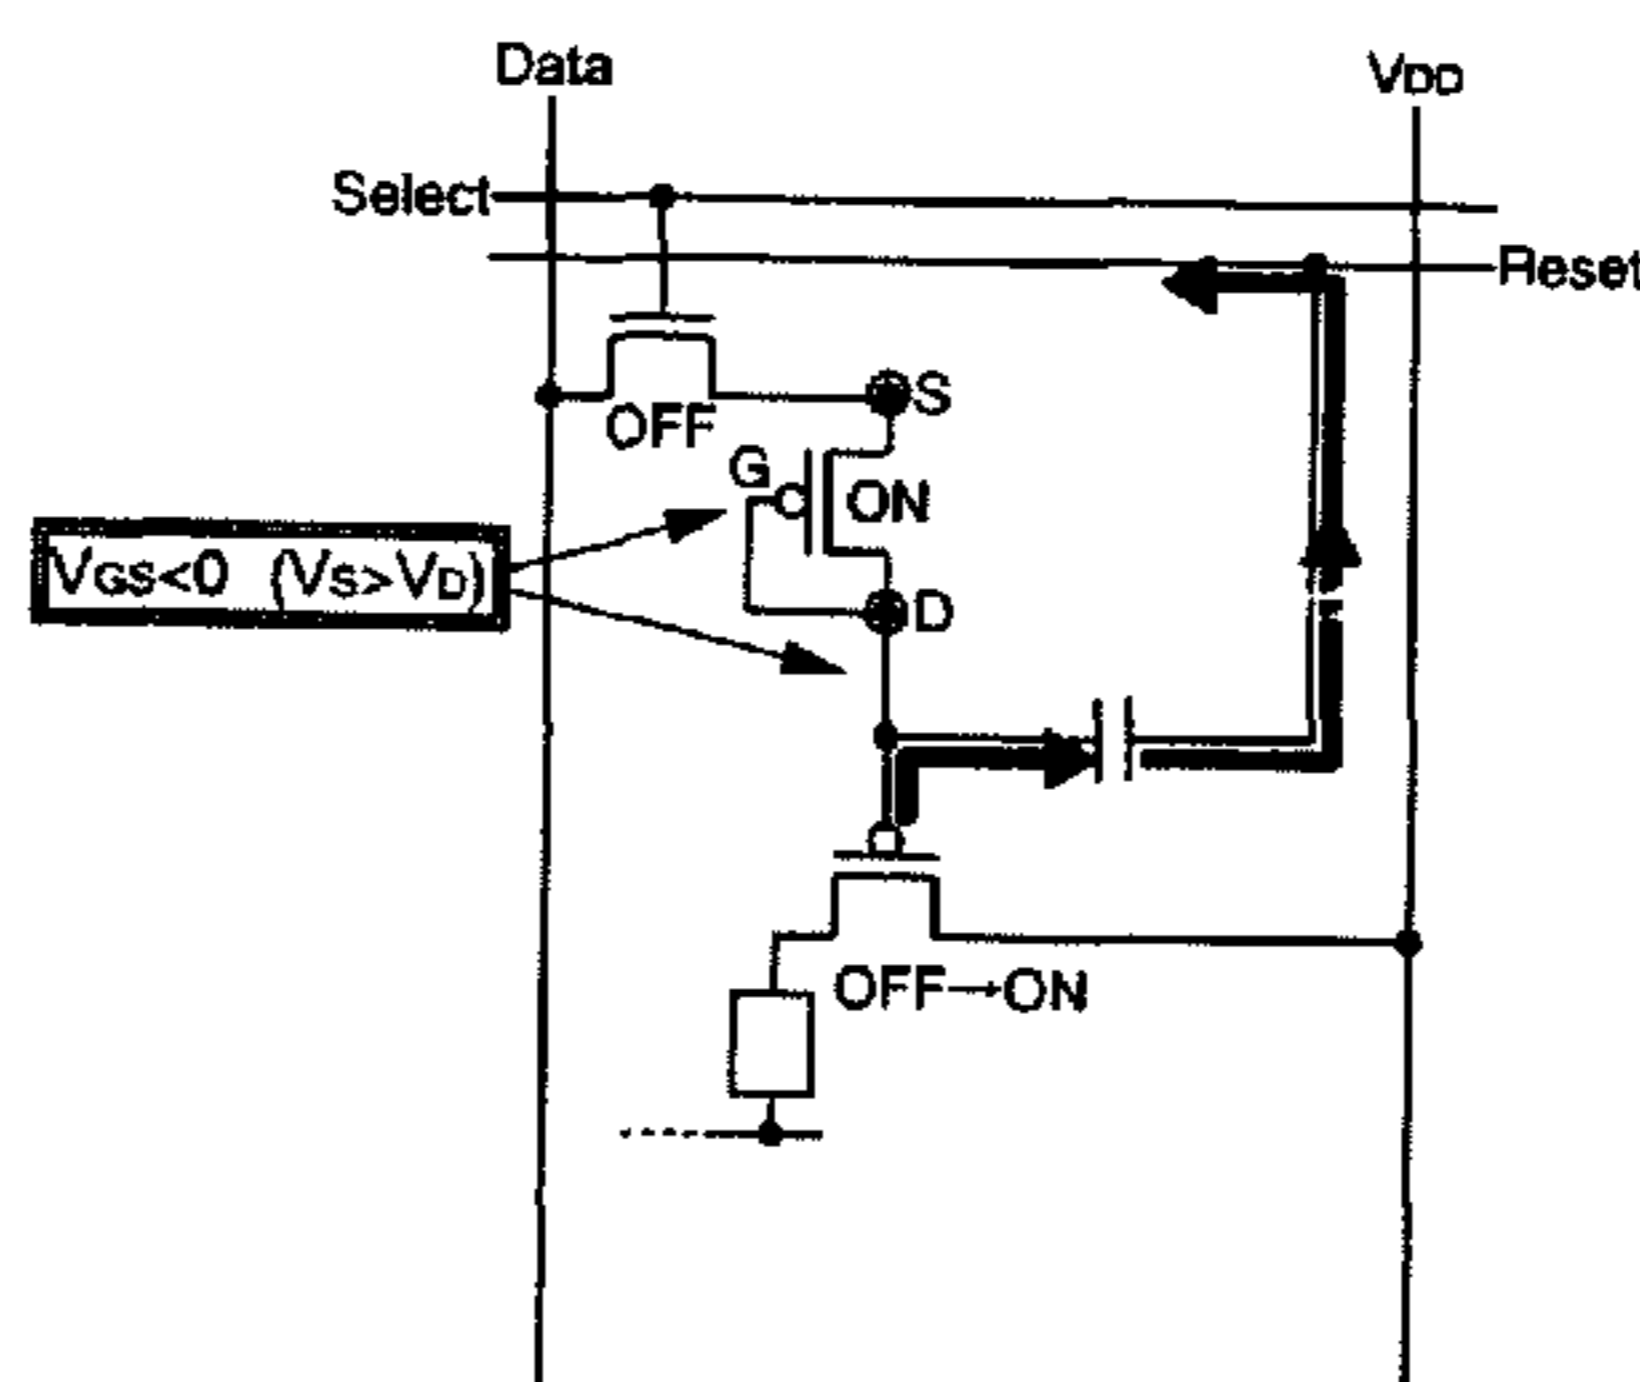 Data
VDD
Select
Reset
S
OFF
G
ON
VGS<0 (VS>VD)
D
OFF→ON